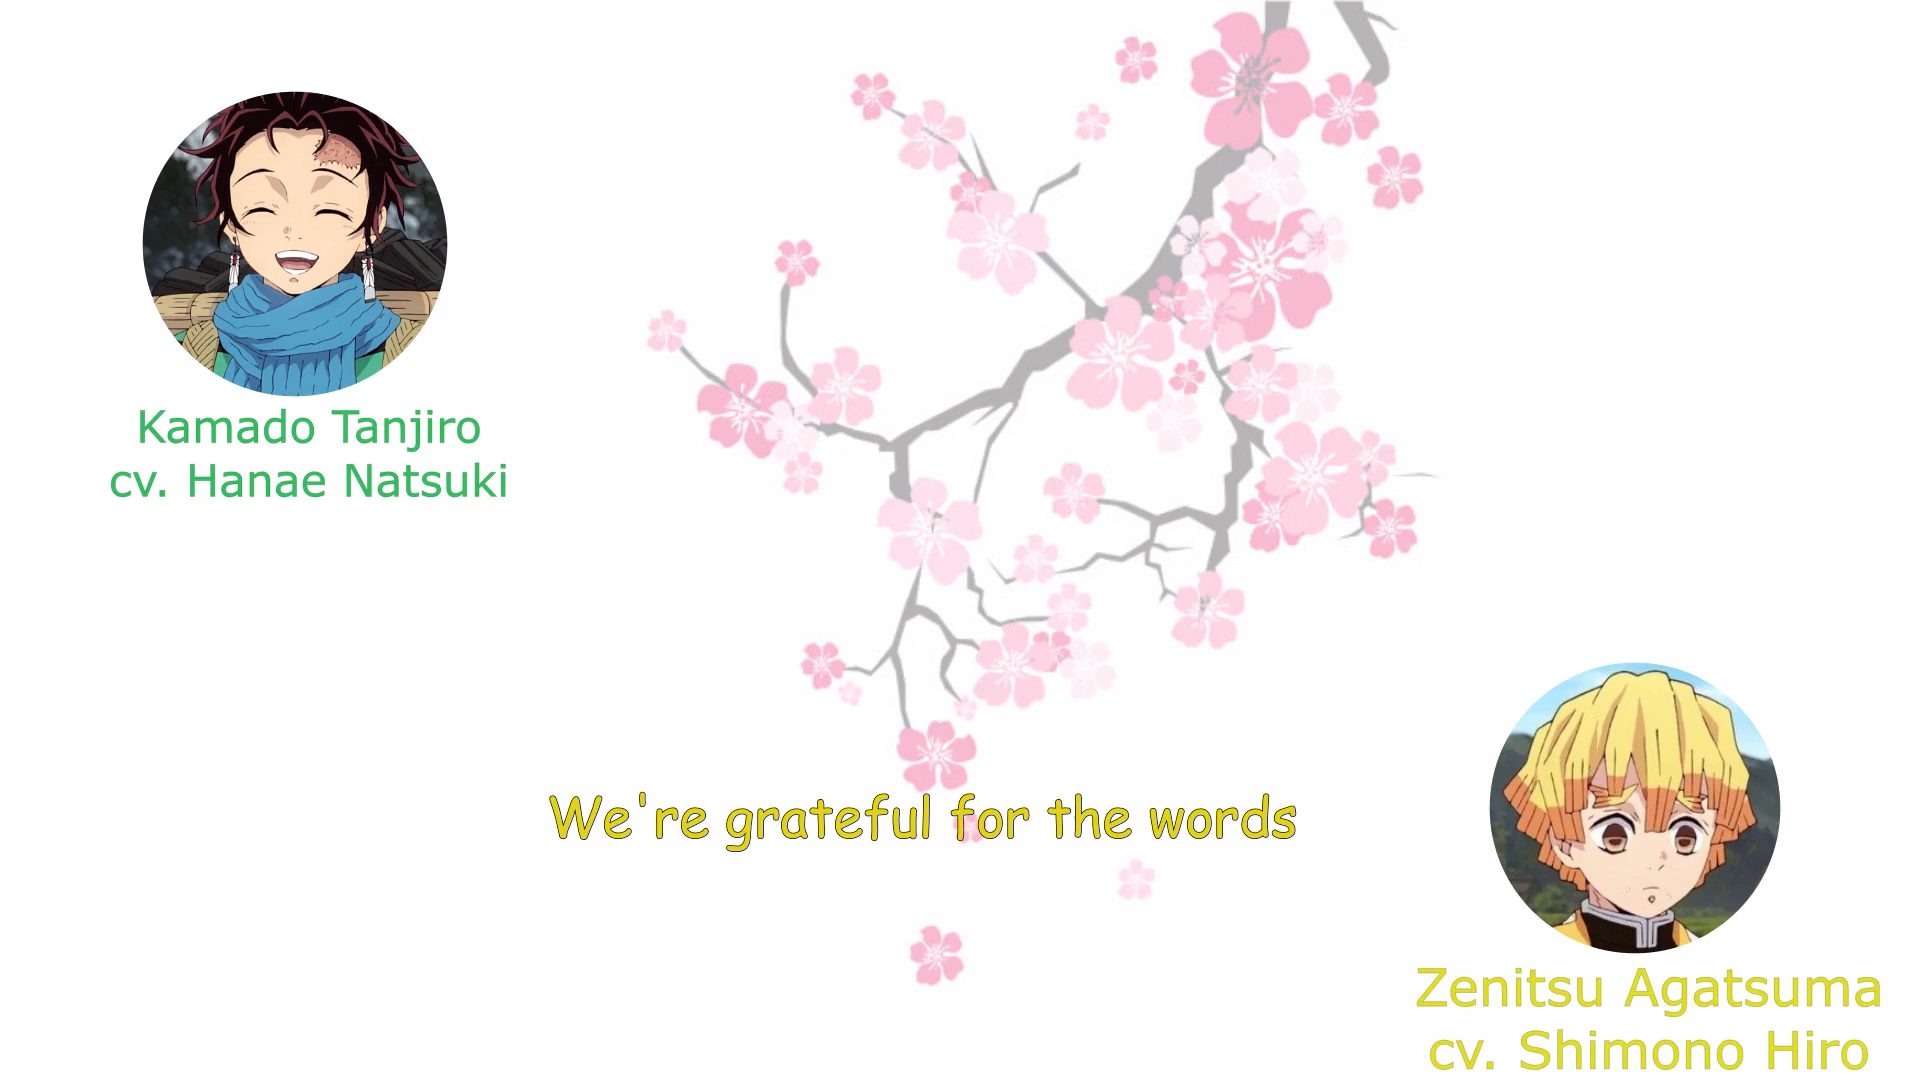 Kamado Tanjiro
cv. Hanae Natsuki
We're grateful for the words
Zenitsu Agatsuma
cv. Shimono Hiro